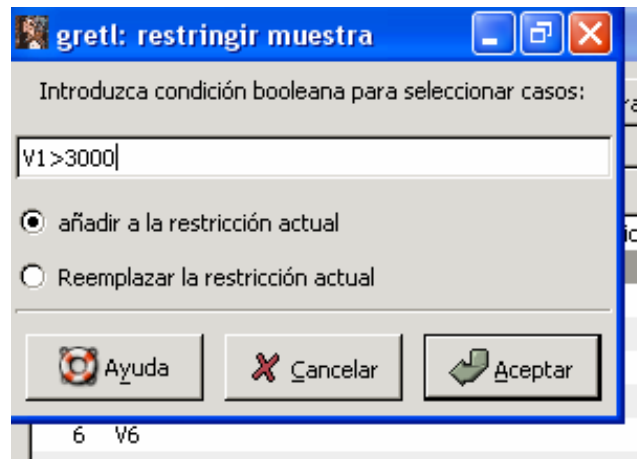 gretl: restringir muestra
Introduzca condición booleana para seleccionar casos:
V1>3000
añadir a la restricción actual
Reemplazar la restricción actual
Ayuda
Cancelar
Aceptar
6 V6